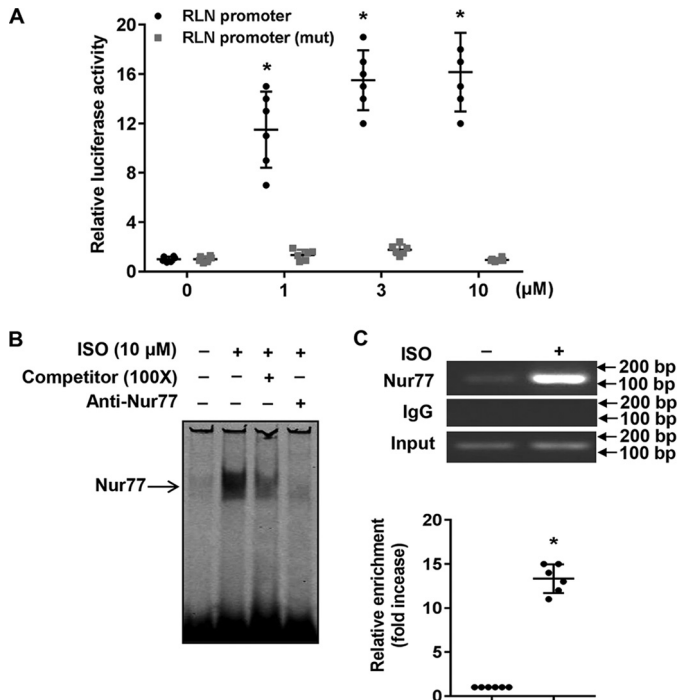 A
RLN promoter
RLN promoter (mut)
*
*
*
Relative luciferase activity
20
16
12
8
4
0
0 1 3 10 (µM)
B
ISO (10 µM) – + + +
Competitor (100X) – – + –
Anti-Nur77 – – – +
Nur77
C
ISO – +
Nur77 200 bp
100 bp
IgG 200 bp
100 bp
Input 200 bp
100 bp
Relative enrichment
(fold incease)
20
15
10
5
0
*